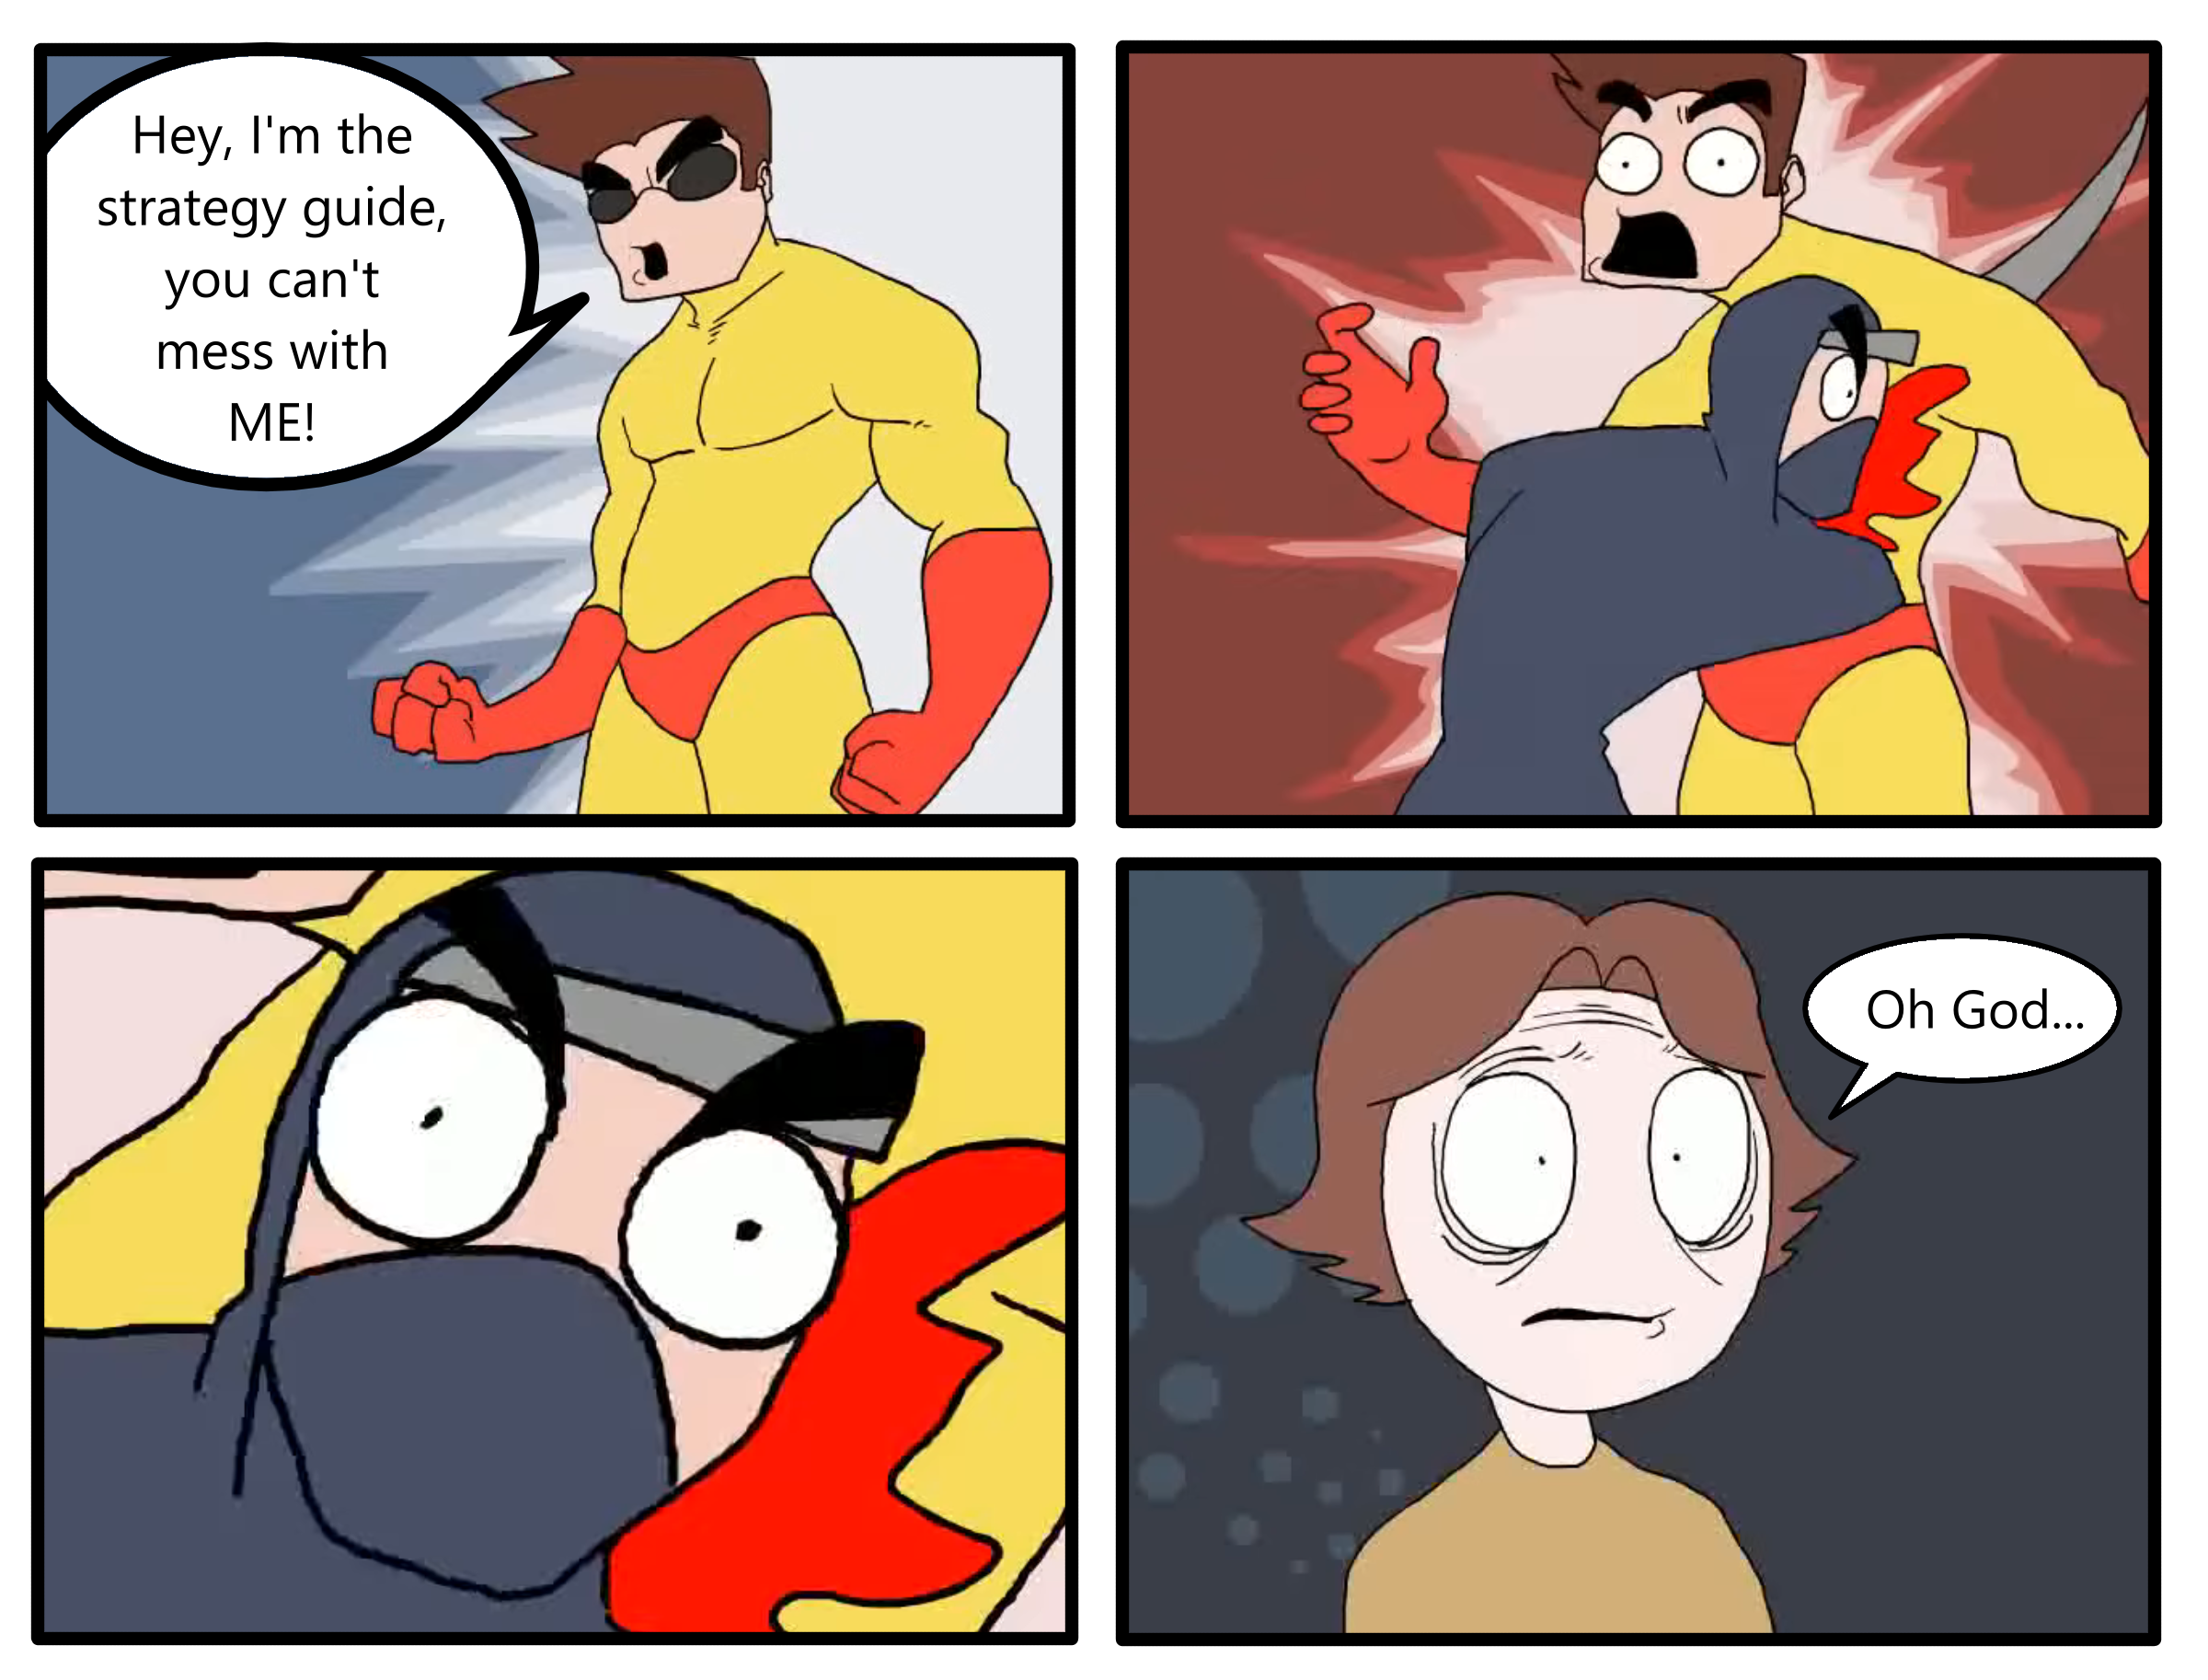 Hey, I'm the
strategy guide,
you can't
mess with
ME!
Oh God...